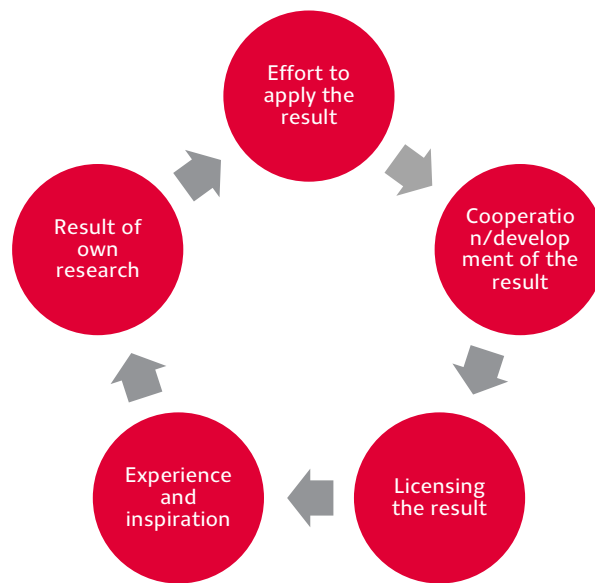 Effort to
apply the
result
Cooperatio
n/develop
ment of the
result
Licensing
the result
Experience
and
inspiration
Result of
own
research